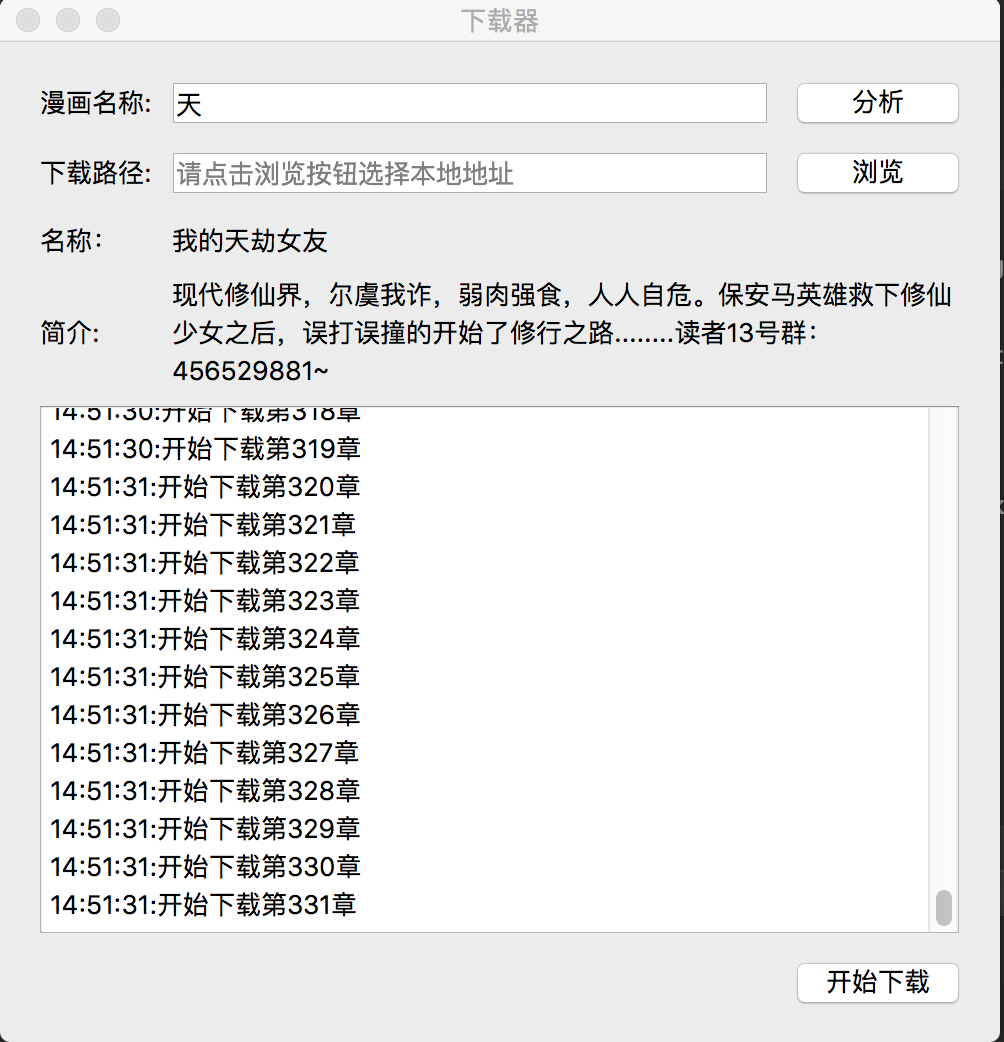 下载器
漫画名称: 天 分析
下载路径: 请点击浏览按钮选择本地地址 浏览
名称： 我的天劫女友
现代修仙界，尔虞我诈，弱肉强食，人人自危。保安马英雄救下修仙
简介: 少女之后，误打误撞的开始了修行之路........读者13号群：
456529881~
14:51:30:开始下载第318章
14:51:30:开始下载第319章
14:51:31:开始下载第320章
14:51:31:开始下载第321章
14:51:31:开始下载第322章
14:51:31:开始下载第323章
14:51:31:开始下载第324章
14:51:31:开始下载第325章
14:51:31:开始下载第326章
14:51:31:开始下载第327章
14:51:31:开始下载第328章
14:51:31:开始下载第329章
14:51:31:开始下载第330章
14:51:31:开始下载第331章
开始下载